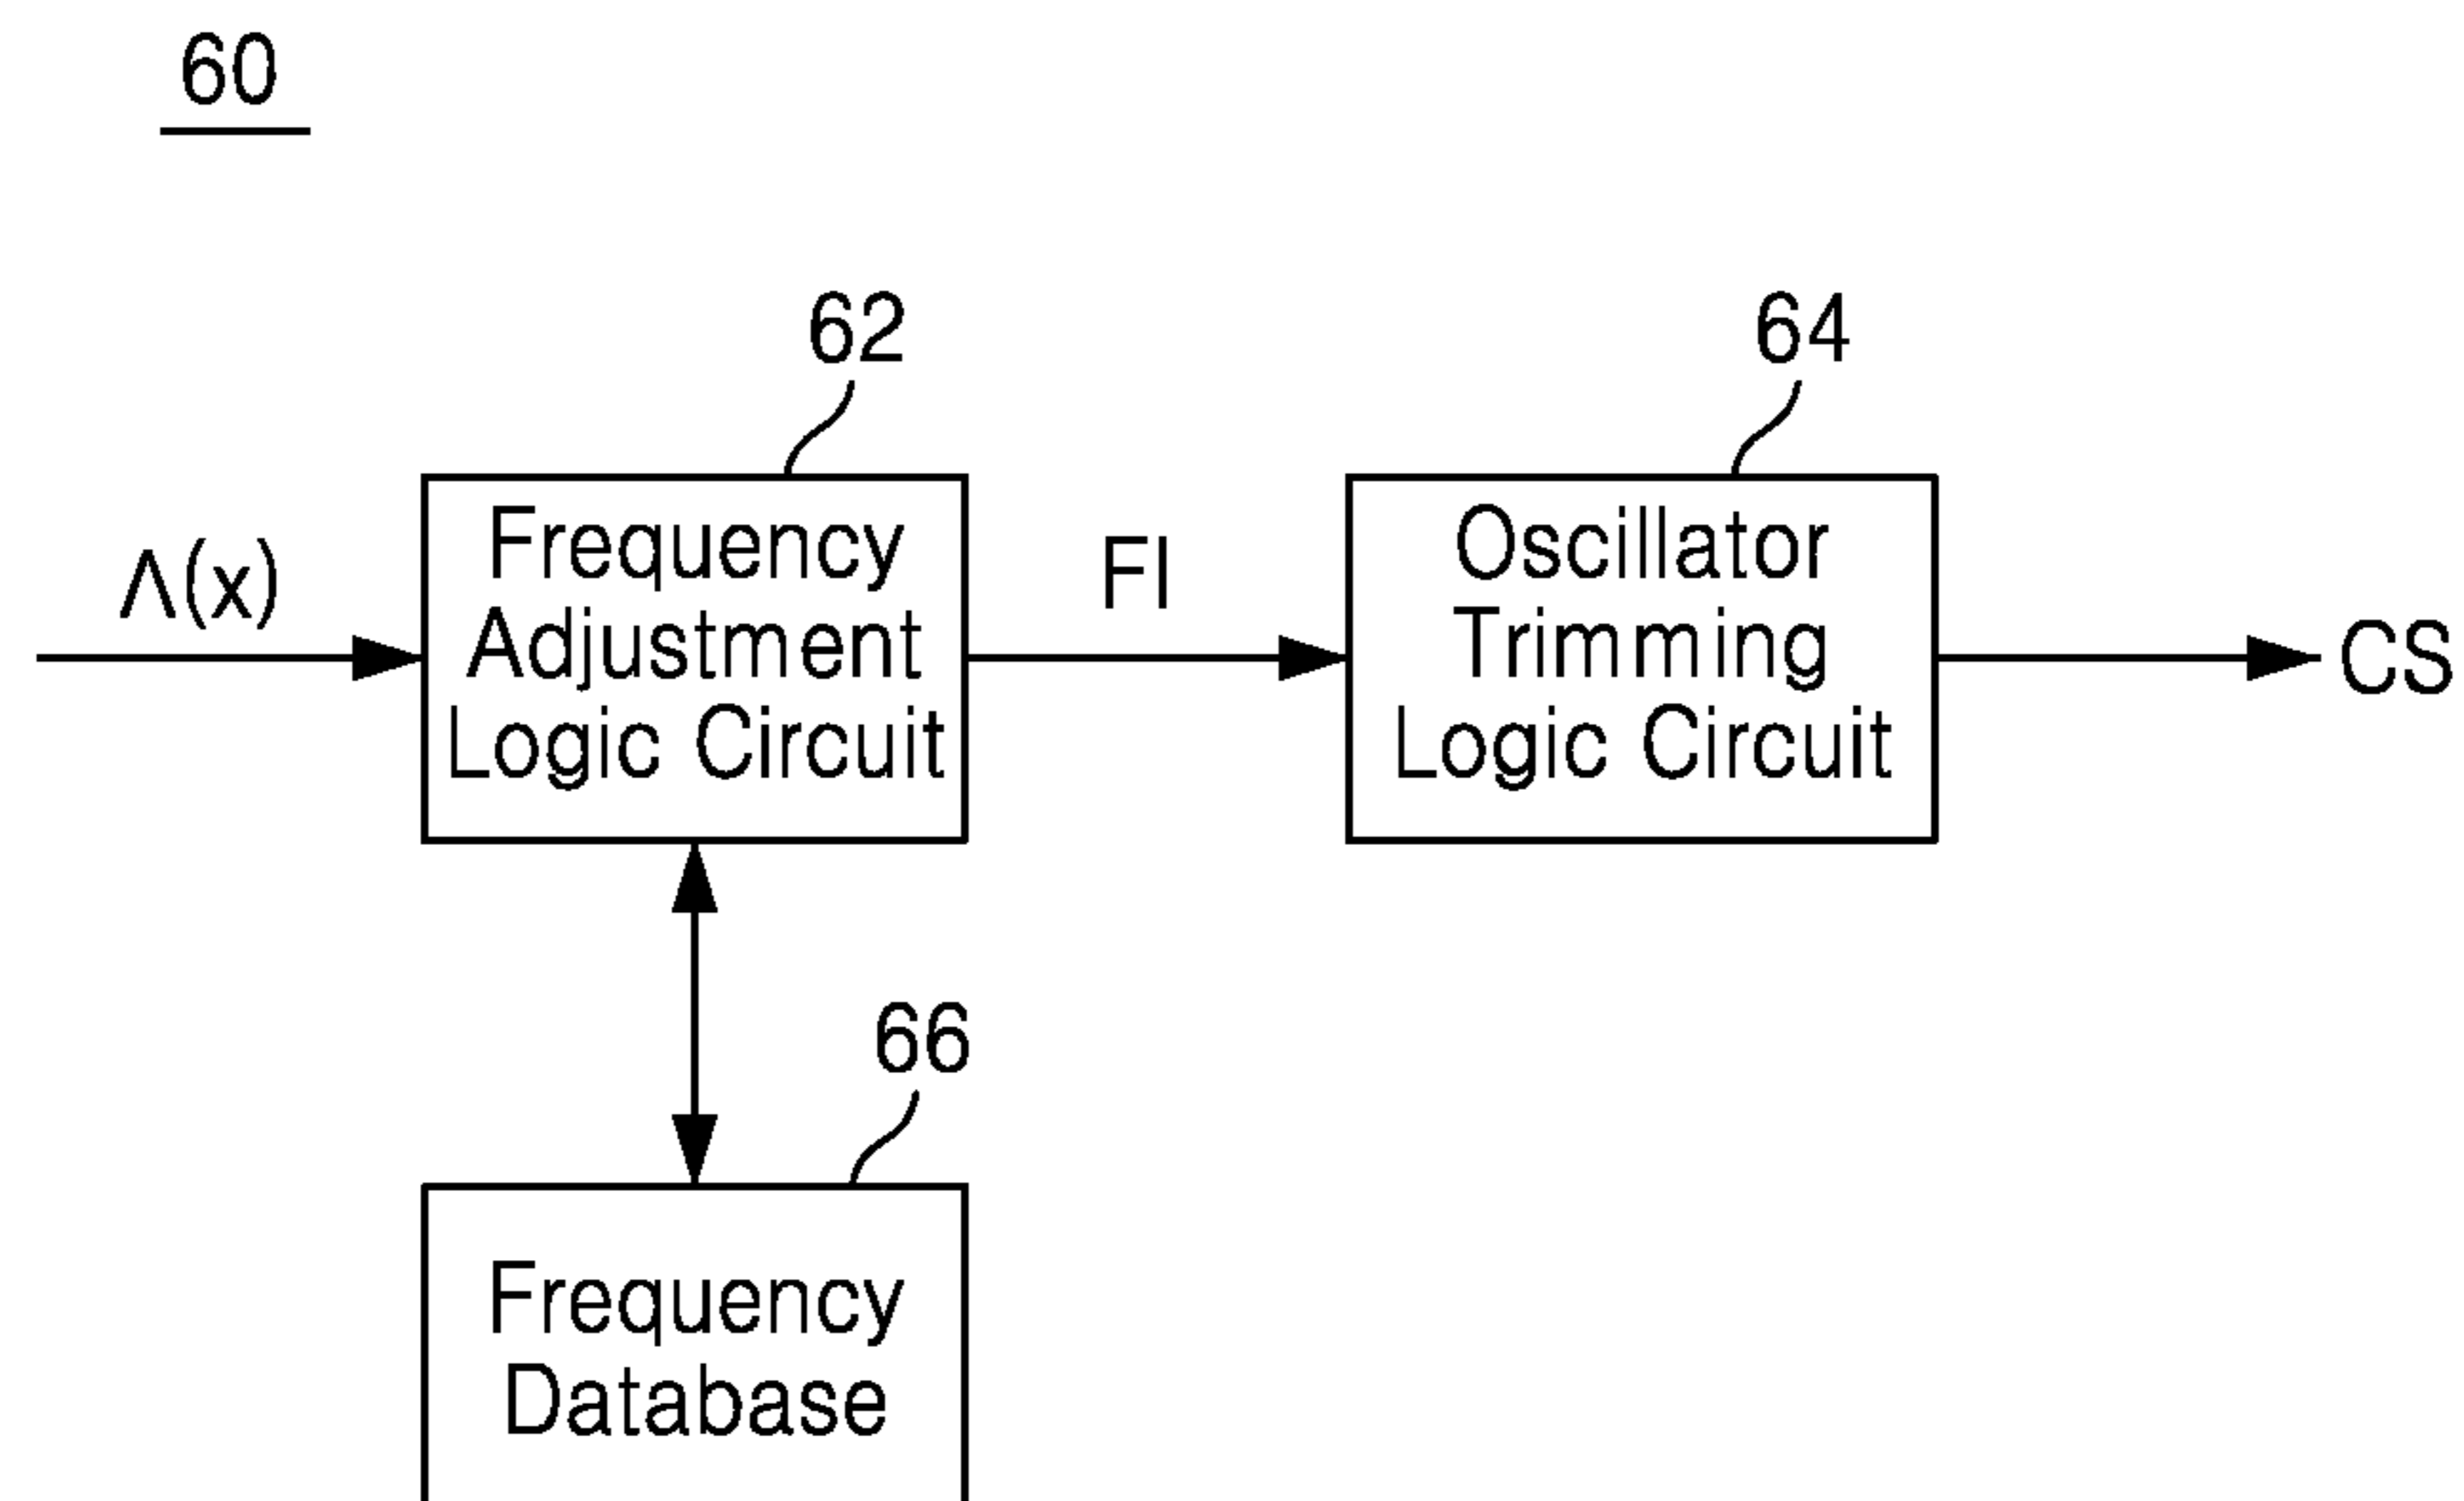 60
62
64
Λ(x)
Frequency
Adjustment
Logic Circuit
FI
Oscillator
Trimming
Logic Circuit
CS
66
Frequency
Database